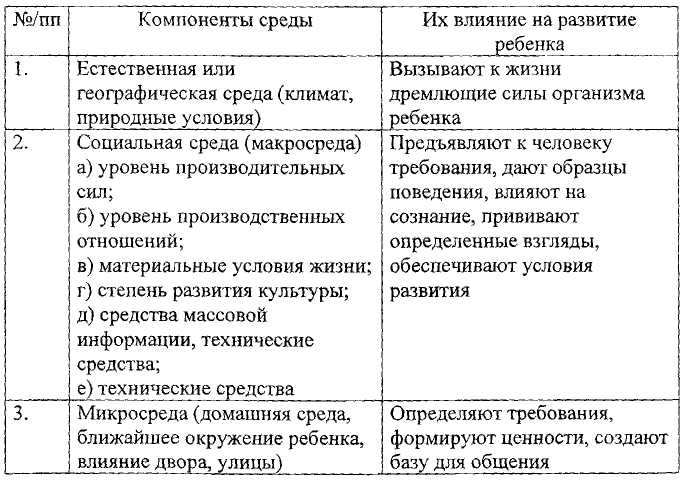 №/пп
Компоненты среды
Их влияние на развитие
ребенка
1.
Естественная или
географическая среда (климат,
природные условия)
Вызывают к жизни
дремлющие силы организма
ребенка
2.
Социальная среда (макросреда)
а) уровень производительных
сил;
б) уровень производственных
отношений;
в) материальные условия жизни;
г) степень развития культуры;
д) средства массовой
информации, технические
средства;
е) технические средства
Предъявляют к человеку
требования, дают образцы
поведения, влияют на
сознание, прививают
определенные взгляды,
обеспечивают условия
развития
3.
Микросреда (домашняя среда,
ближайшее окружение ребенка,
влияние двора, улицы)
Определяют требования,
формируют ценности, создают
базу для общения